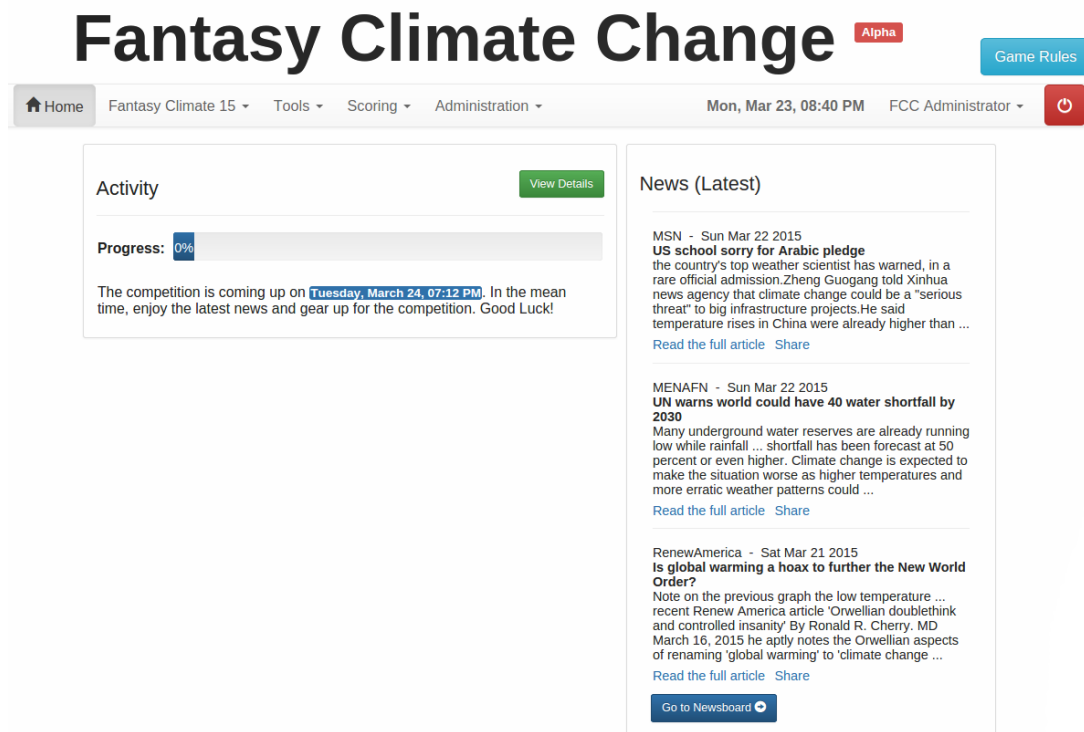 Fantasy Climate Change Alpha
Game Rules
Home Fantasy Climate 15 Tools Scoring Administration Mon, Mar 23, 08:40 PM FCC Administrator
Activity
View Details
Progress: 0%
The competition is coming up on Tuesday, March 24, 07:12 PM. In the mean
time, enjoy the latest news and gear up for the competition. Good Luck!
News (Latest)
MSN - Sun Mar 22 2015
US school sorry for Arabic pledge
the country's top weather scientist has warned, in a
rare official admission.Zheng Guogang told Xinhua
news agency that climate change could be a "serious
threat" to big infrastructure projects.He said
temperature rises in China were already higher than ...
Read the full article Share
MENAFN - Sun Mar 22 2015
UN warns world could have 40 water shortfall by
2030
Many underground water reserves are already running
low while rainfall ... shortfall has been forecast at 50
percent or even higher. Climate change is expected to
make the situation worse as higher temperatures and
more erratic weather patterns could ...
Read the full article Share
RenewAmerica - Sat Mar 21 2015
Is global warming a hoax to further the New World
Order?
Note on the previous graph the low temperature ...
recent Renew America article 'Orwellian doublethink
and controlled insanity' By Ronald R. Cherry. MD
March 16, 2015 he aptly notes the Orwellian aspects
of renaming 'global warming' to 'climate change ...
Read the full article Share
Go to Newsboard